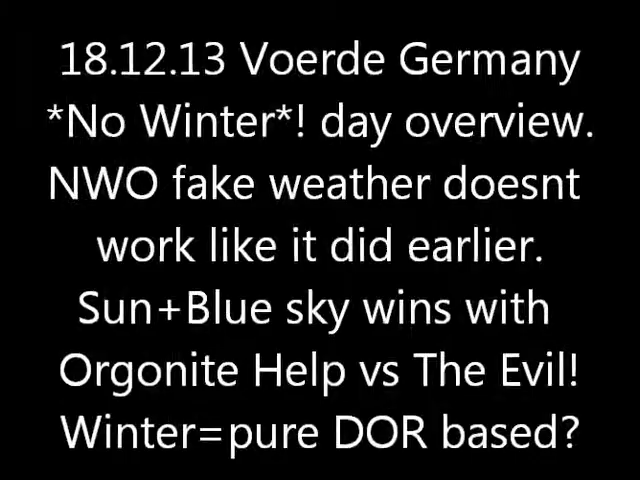 18.12.13 Voerde Germany
*No Winter*! day overview.
NWO fake weather doesnt
work like it did earlier.
Sun+Blue sky wins with
Orgonite Help vs The Evil!
Winter=pure DOR based?